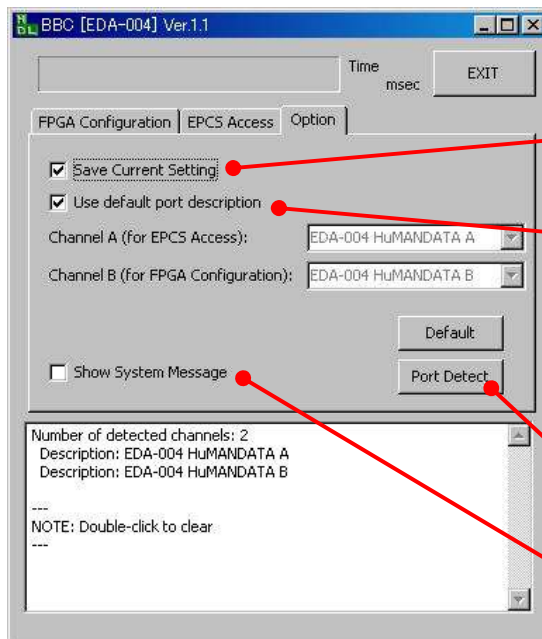 BBC [EDA-004] Ver.1.1
Time
msec
EXIT
FPGA Configuration
EPCS Access
Option
Save Current Setting
Use default port description
Channel A (for EPCS Access):
EDA-004 HuMANDATA A
Channel B (for FPGA Configuration):
EDA-004 HuMANDATA B
Default
Show System Message
Port Detect
Number of detected channels: 2
Description: EDA-004 HuMANDATA A
Description: EDA-004 HuMANDATA B
---
NOTE: Double-click to clear
---